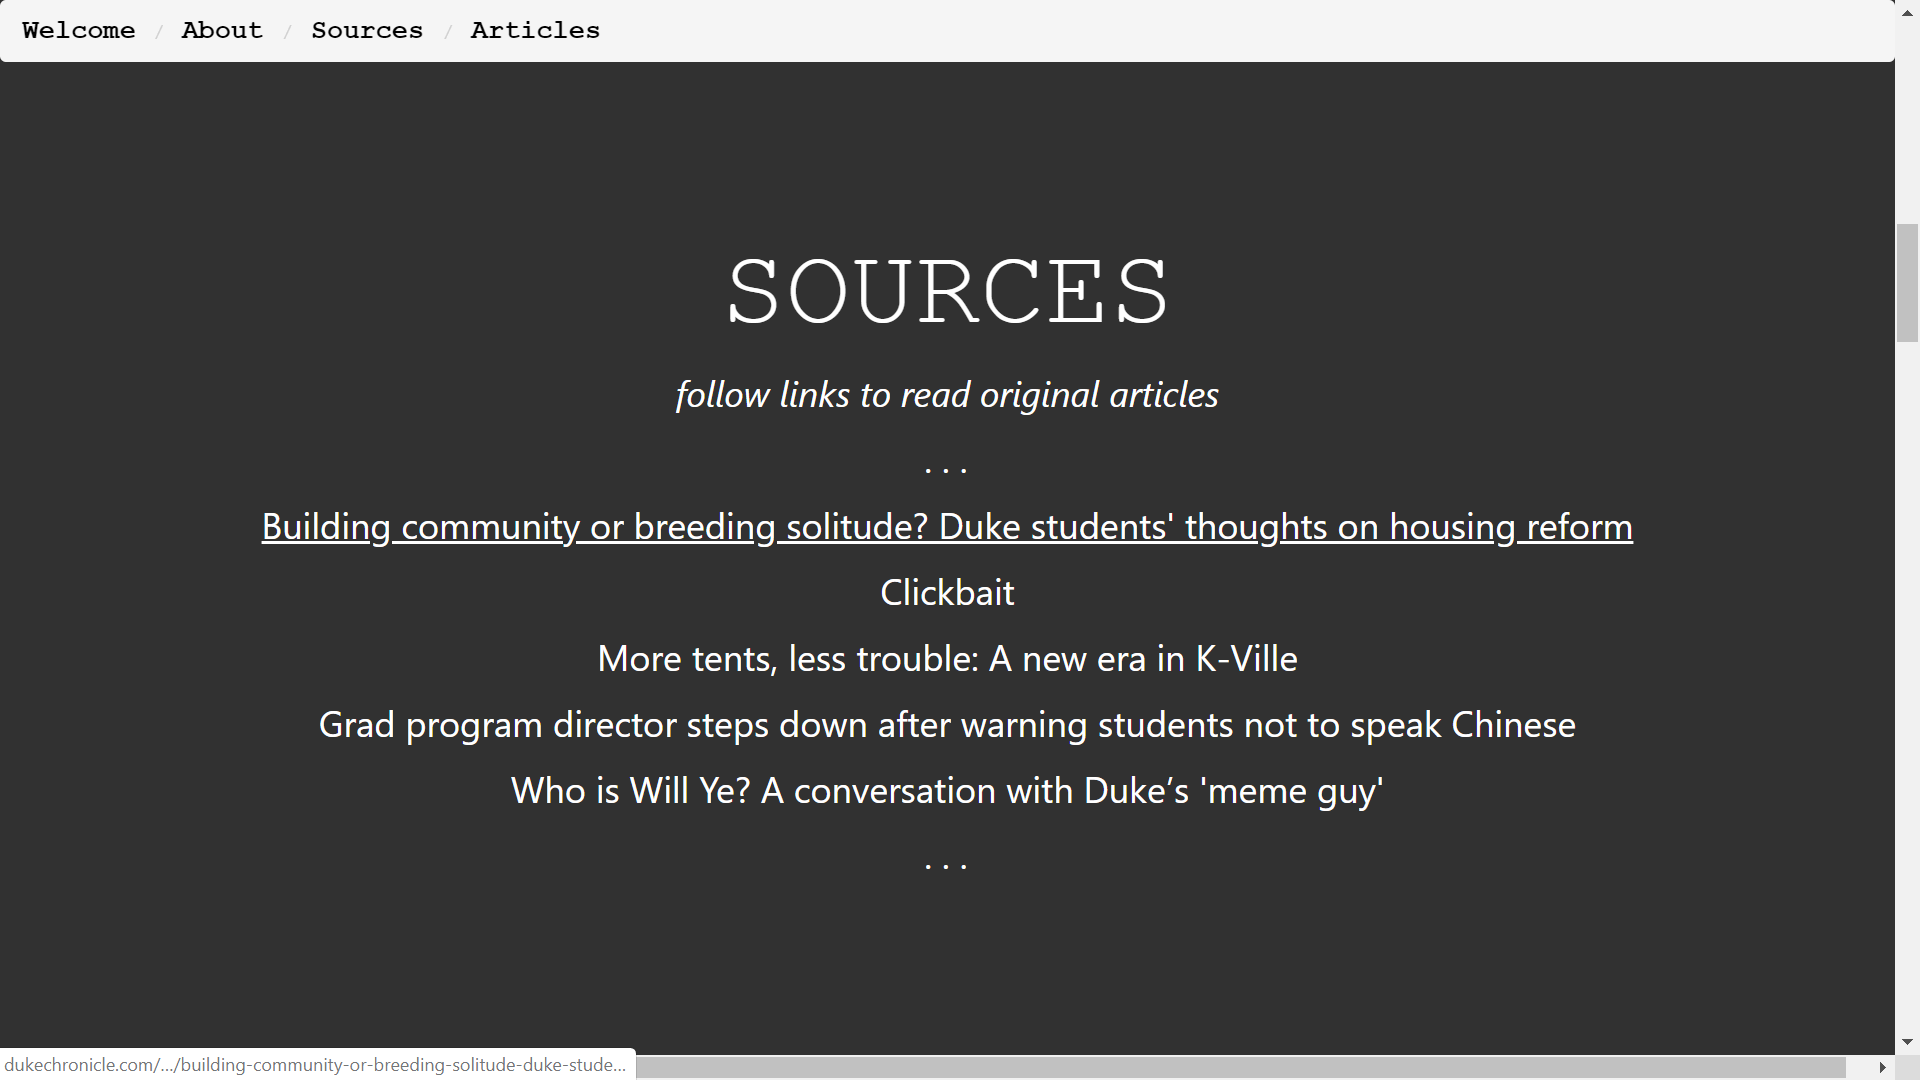 Welcome / About / Sources / Articles
SOURCES
follow links to read original articles
. . .
Building community or breeding solitude? Duke students' thoughts on housing reform
Clickbait
More tents, less trouble: A new era in K-Ville
Grad program director steps down after warning students not to speak Chinese
Who is Will Ye? A conversation with Duke’s 'meme guy'
. . .
dukechronicle.com/.../building-community-or-breeding-solitude-duke-stude...